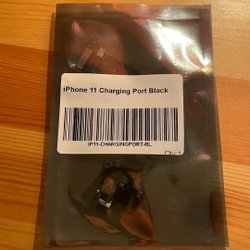 iPhone 11 Charging Port Black
IP11-CHARGINGPORT-BL